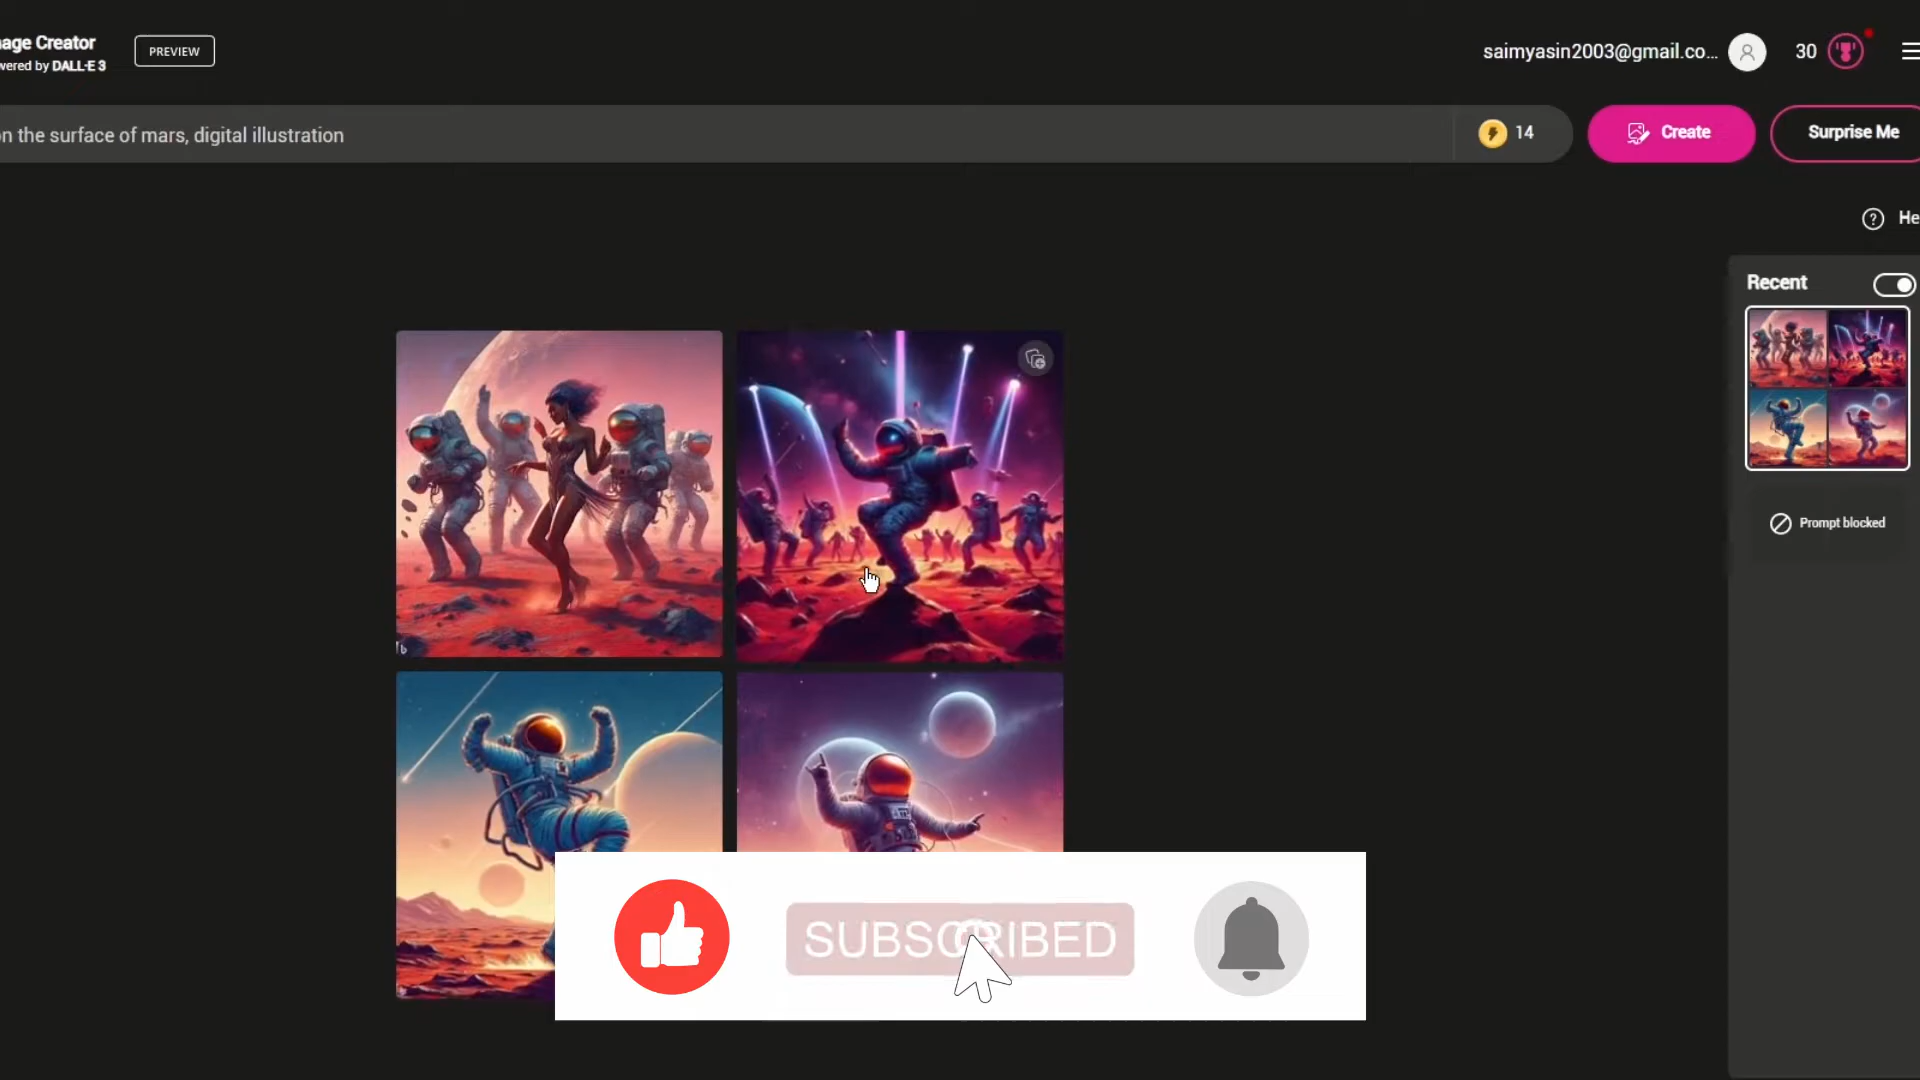 age Creator
PREVIEW
wered by DALL·E 3
saimyasin2003@gmail.co...
30
n the surface of mars, digital illustration
14
Create
Surprise Me
He
Recent
Prompt blocked
SUBSCRIBED